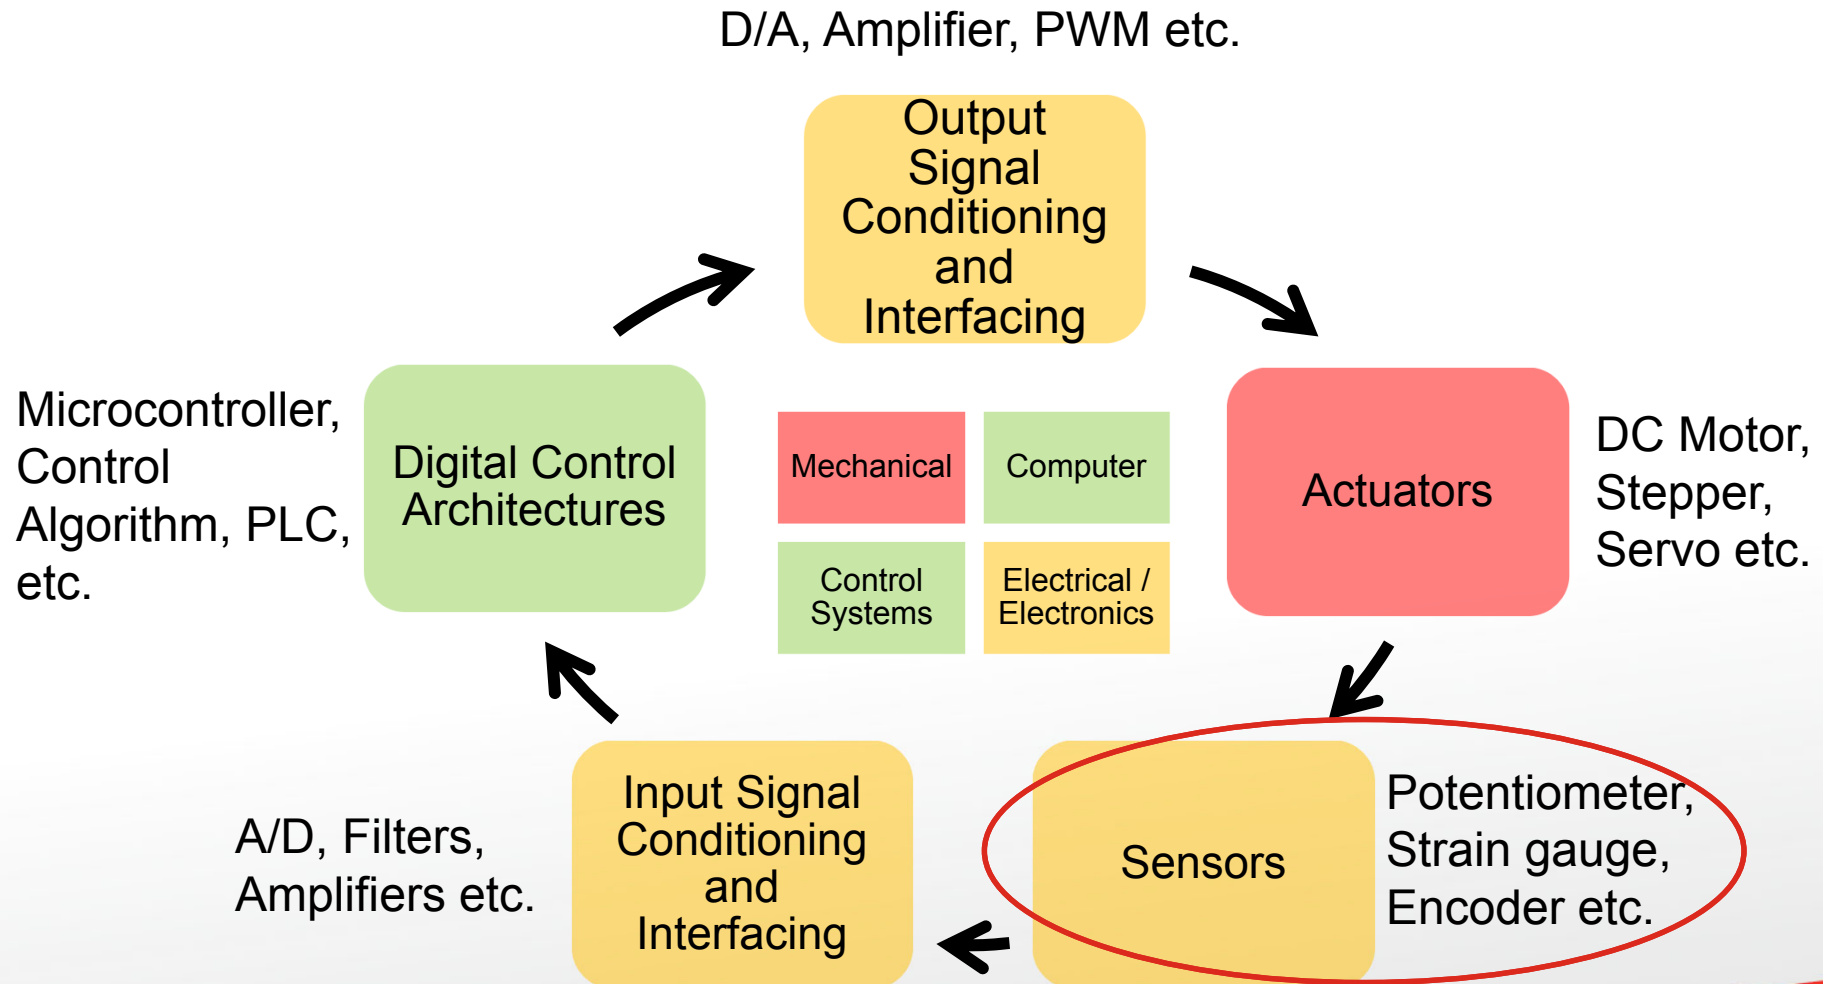 D/A, Amplifier, PWM etc.
Output
Signal
Conditioning
and
Interfacing
Microcontroller,
Control
Algorithm, PLC,
etc.
Digital Control
Architectures
Mechanical
Computer
Control
Systems
Electrical /
Electronics
Actuators
DC Motor,
Stepper,
Servo etc.
A/D, Filters,
Amplifiers etc.
Input Signal
Conditioning
and
Interfacing
Sensors
Potentiometer,
Strain gauge,
Encoder etc.